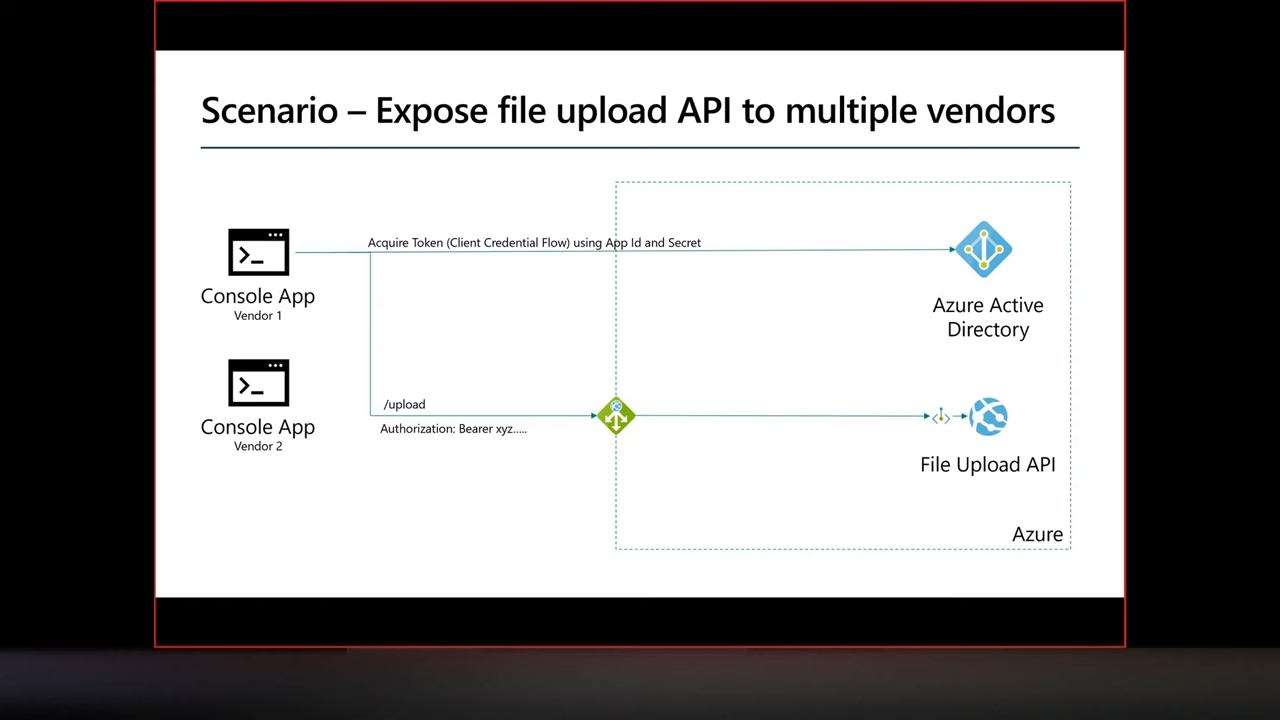 Scenario – Expose file upload API to multiple vendors
Acquire Token (Client Credential Flow) using App Id and Secret
Console App
Vendor 1
Azure Active
Directory
Console App
Vendor 2
/upload
Authorization: Bearer xyz.....
File Upload API
Azure